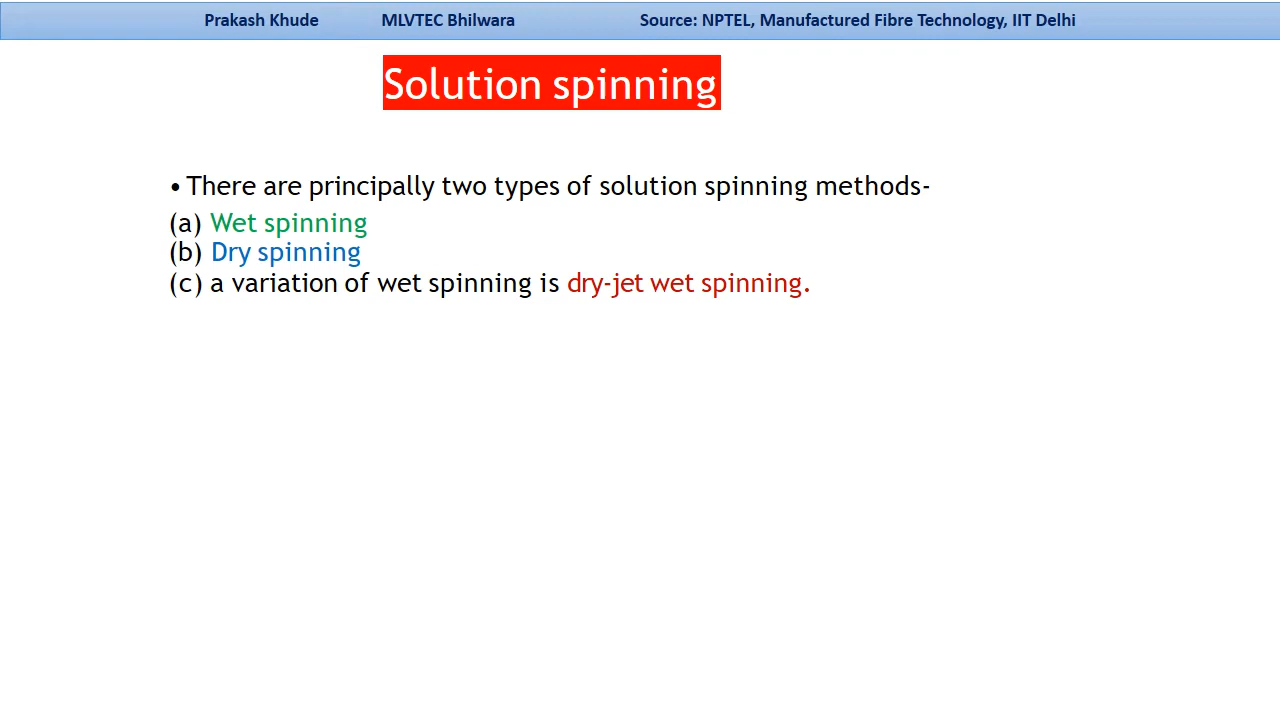 Prakash Khude MLVTEC Bhilwara Source: NPTEL, Manufactured Fibre Technology, IIT Delhi
Solution spinning
• There are principally two types of solution spinning methods-
(a) Wet spinning
(b) Dry spinning
(c) a variation of wet spinning is dry-jet wet spinning.